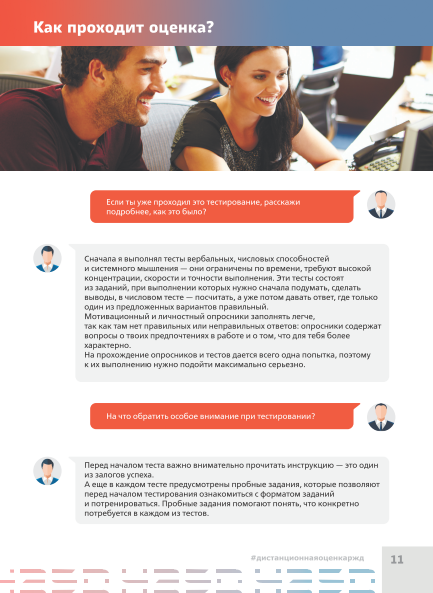 Как проходит оценка?
Если ты уже проходил это тестирование, расскажи
подробнее, как это было?
Сначала я выполнял тесты вербальных, числовых способностей
и системного мышления — они ограничены по времени, требуют высокой
концентрации, скорости и точности выполнения. Эти тесты состоят
из заданий, при выполнении которых нужно сначала подумать, сделать
выводы, в числовом тесте — посчитать, а уже потом давать ответ, где только
один из предложенных вариантов правильный.
Мотивационный и личностный опросники заполнять легче,
так как там нет правильных или неправильных ответов: опросники содержат
вопросы о твоих предпочтениях в работе и о том, что для тебя более
характерно.
На прохождение опросников и тестов дается всего одна попытка, поэтому
к их выполнению нужно подойти максимально серьезно.
На что обратить особое внимание при тестировании?
Перед началом теста важно внимательно прочитать инструкцию — это один
из залогов успеха.
А еще в каждом тесте предусмотрены пробные задания, которые позволяют
перед началом тестирования ознакомиться с форматом заданий
и потренироваться. Пробные задания помогают понять, что конкретно
потребуется в каждом из тестов.
#дистанционнаяоценкаржд
11